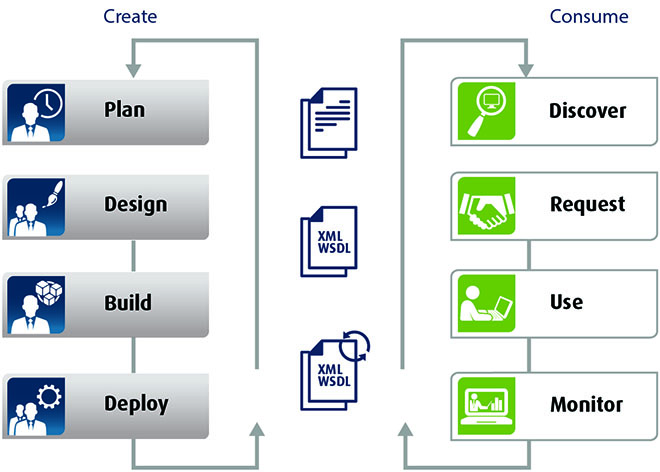 Create
Plan
Design
Build
Deploy
XML
WSDL
XML
WSDL
Consume
Discover
Request
Use
Monitor